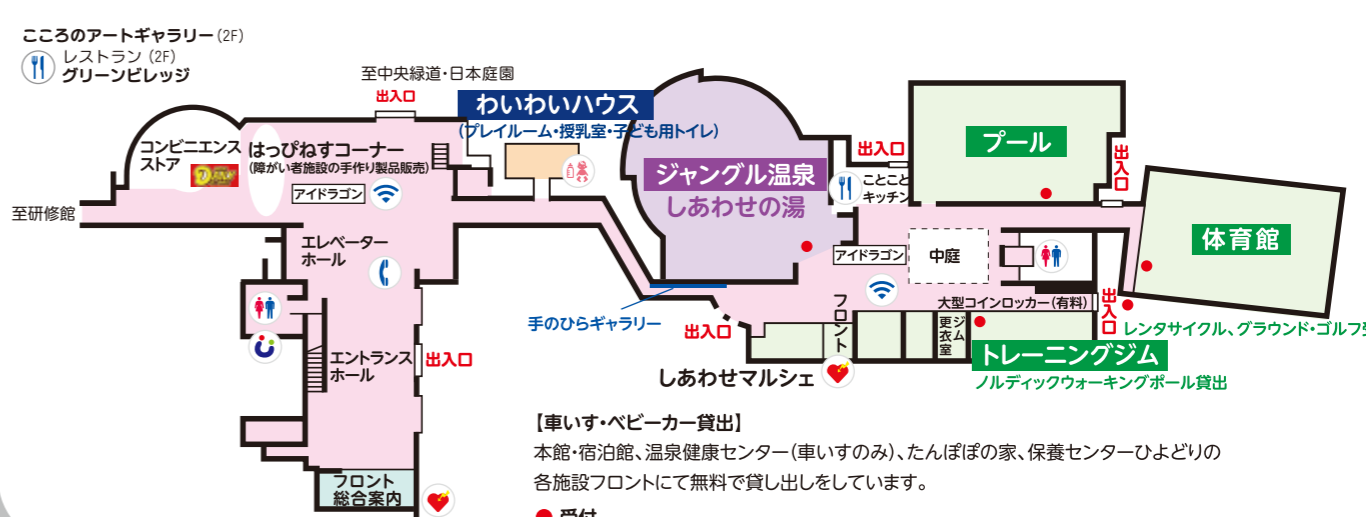 こころのアートギャラリー(2F)
レストラン (2F)
グリーンビレッジ
至中央緑道・日本庭園
出入口
わいわいハウス
(プレイルーム・授乳室・子ども用トイレ)
コンビニエンス
ストア
はっぴねすコーナー
(障がい者施設の手作り製品販売)
アイドラゴン
至研修館
エレベーター
ホール
エントランス
ホール
出入口
フロント
総合案内
ジャングル温泉
しあわせの湯
手のひらギャラリー
出入口
出入口
ことこと
キッチン
プール
出入口
体育館
アイドラゴン
中庭
大型コインロッカー(有料)
出入口
レンタサイクル、グラウンド・ゴルフ
フロント
ジム
更衣室
トレーニングジム
ノルディックウォーキングポール貸出
しあわせマルシェ
【車いす・ベビーカー貸出】
本館・宿泊館、温泉健康センター(車いすのみ)、たんぽぽの家、保養センターひよどりの
各施設フロントにて無料で貸し出しをしています。
受付